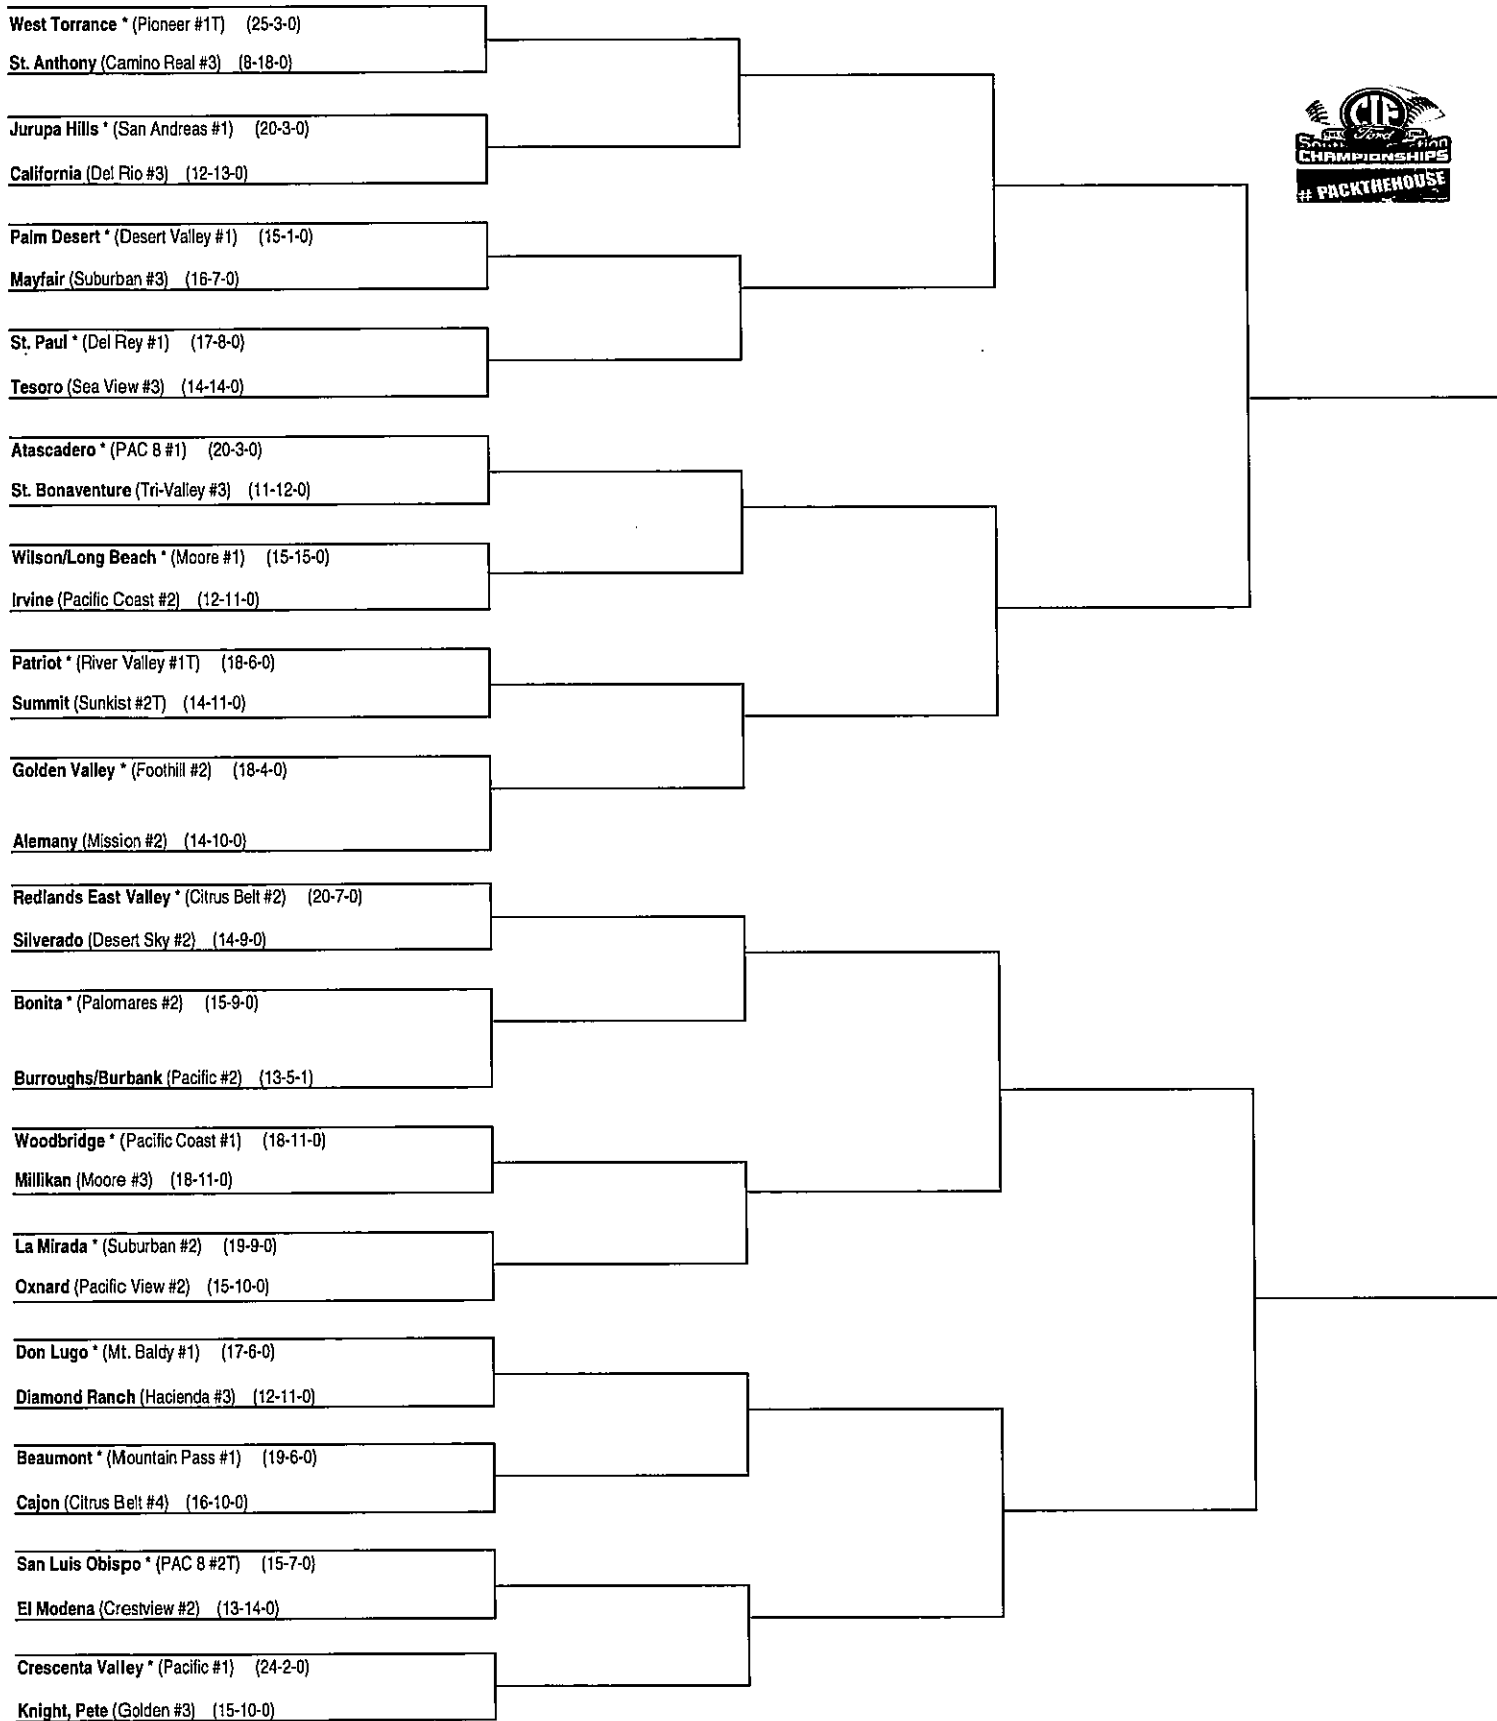 West Torrance * (Pioneer #1T) (25-3-0)
St. Anthony (Camino Real #3) (8-18-0)
CIF
Ford
CHAMPIONSHIPS
# PACKTHEHOUSE
Jurupa Hills * (San Andreas #1) (20-3-0)
California (Del Rio #3) (12-13-0)
Palm Desert * (Desert Valley #1) (15-1-0)
Mayfair (Suburban #3) (16-7-0)
St. Paul * (Del Rey #1) (17-8-0)
Tesoro (Sea View #3) (14-14-0)
Atascadero * (PAC 8 #1) (20-3-0)
St. Bonaventure (Tri-Valley #3) (11-12-0)
Wilson/Long Beach * (Moore #1) (15-15-0)
Irvine (Pacific Coast #2) (12-11-0)
Patriot * (River Valley #1T) (18-6-0)
Summit (Sunkist #2T) (14-11-0)
Golden Valley * (Foothill #2) (18-4-0)
Alemany (Mission #2) (14-10-0)
Redlands East Valley * (Citrus Belt #2) (20-7-0)
Silverado (Desert Sky #2) (14-9-0)
Bonita * (Palomares #2) (15-9-0)
Burroughs/Burbank (Pacific #2) (13-5-1)
Woodbridge * (Pacific Coast #1) (18-11-0)
Millikan (Moore #3) (18-11-0)
La Mirada * (Suburban #2) (19-9-0)
Oxnard (Pacific View #2) (15-10-0)
Don Lugo * (Mt. Baldy #1) (17-6-0)
Diamond Ranch (Hacienda #3) (12-11-0)
Beaumont * (Mountain Pass #1) (19-6-0)
Cajon (Citrus Belt #4) (16-10-0)
San Luis Obispo * (PAC 8 #2T) (15-7-0)
El Modena (Crestview #2) (13-14-0)
Crescenta Valley * (Pacific #1) (24-2-0)
Knight, Pete (Golden #3) (15-10-0)